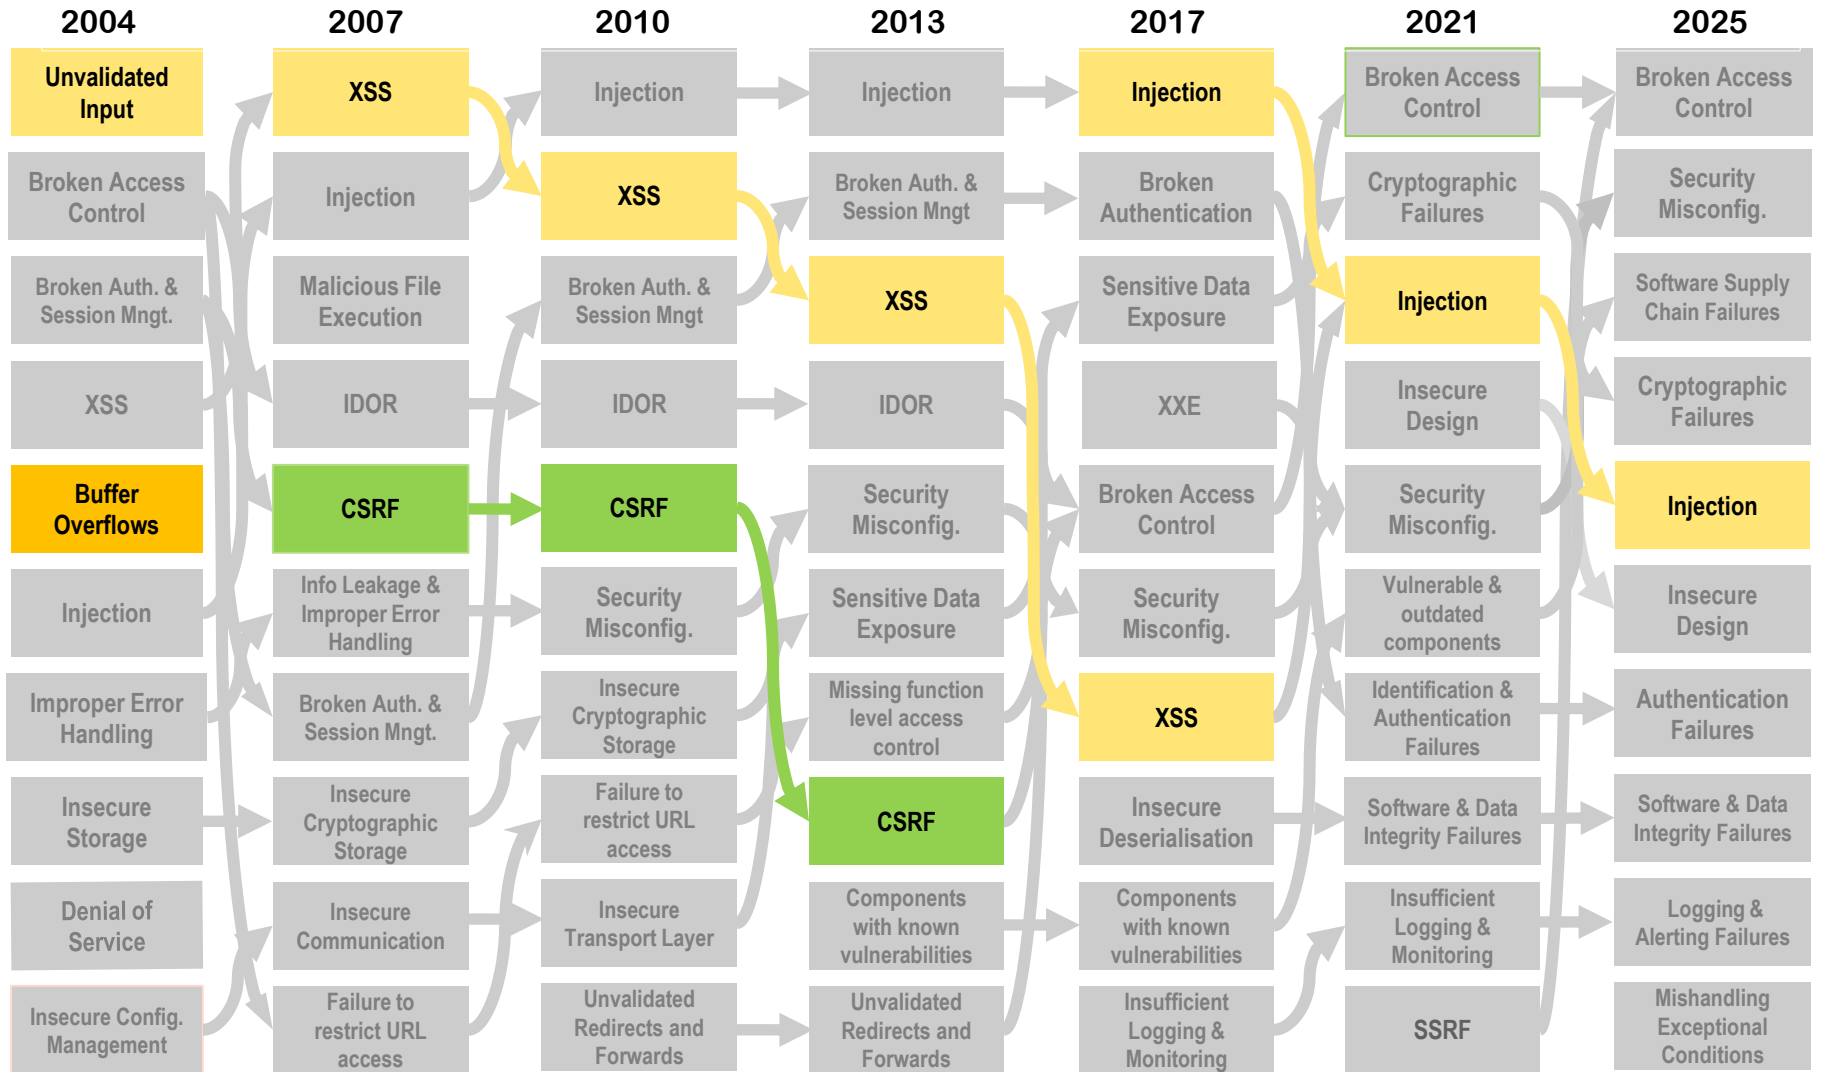 2004 2007 2010 2013 2017 2021 2025
Unvalidated
Input
Broken Access
Control
Broken Auth. &
Session Mngt.
XSS
Buffer
Overflows
Injection
Improper Error
Handling
Insecure
Storage
Denial of
Service
Insecure Config.
Management
XSS
Injection
Malicious File
Execution
IDOR
CSRF
Info Leakage &
Improper Error
Handling
Broken Auth. &
Session Mngt.
Insecure
Cryptographic
Storage
Insecure
Communication
Failure to
restrict URL
access
Injection
XSS
Broken Auth. &
Session Mngt
IDOR
CSRF
Security
Misconfig.
Insecure
Cryptographic
Storage
Failure to
restrict URL
access
Insecure
Transport Layer
Unvalidated
Redirects and
Forwards
Injection
Broken Auth. &
Session Mngt
XSS
IDOR
Security
Misconfig.
Sensitive Data
Exposure
Missing function
level access
control
CSRF
Components
with known
vulnerabilities
Unvalidated
Redirects and
Forwards
Injection
Broken
Authentication
Sensitive Data
Exposure
XXE
Broken Access
Control
Security
Misconfig.
XSS
Insecure
Deserialisation
Components
with known
vulnerabilities
Insufficient
Logging &
Monitoring
Broken Access
Control
Cryptographic
Failures
Injection
Insecure
Design
Security
Misconfig.
Vulnerable &
outdated
components
Identification &
Authentication
Failures
Software & Data
Integrity Failures
Insufficient
Logging &
Monitoring
SSRF
Broken Access
Control
Security
Misconfig.
Software Supply
Chain Failures
Cryptographic
Failures
Injection
Insecure
Design
Authentication
Failures
Software & Data
Integrity Failures
Logging &
Alerting Failures
Mishandling
Exceptional
Conditions